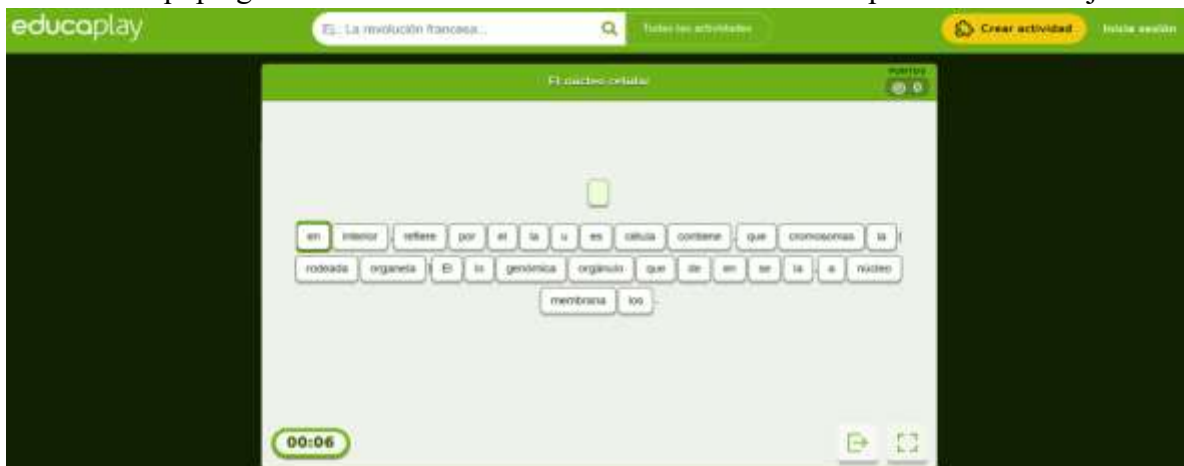 educaplay
Ej.: La revolución francesa...
Todas las actividades
Crear actividad
Inicia sesión
El núcleo celular
PUNTOS
0
en interior , refiere por el la u es célula contiene , que cromosomas la (
rodeada organela ) El lo genómica orgánulo que de en se la , a núcleo
membrana los .
00:06